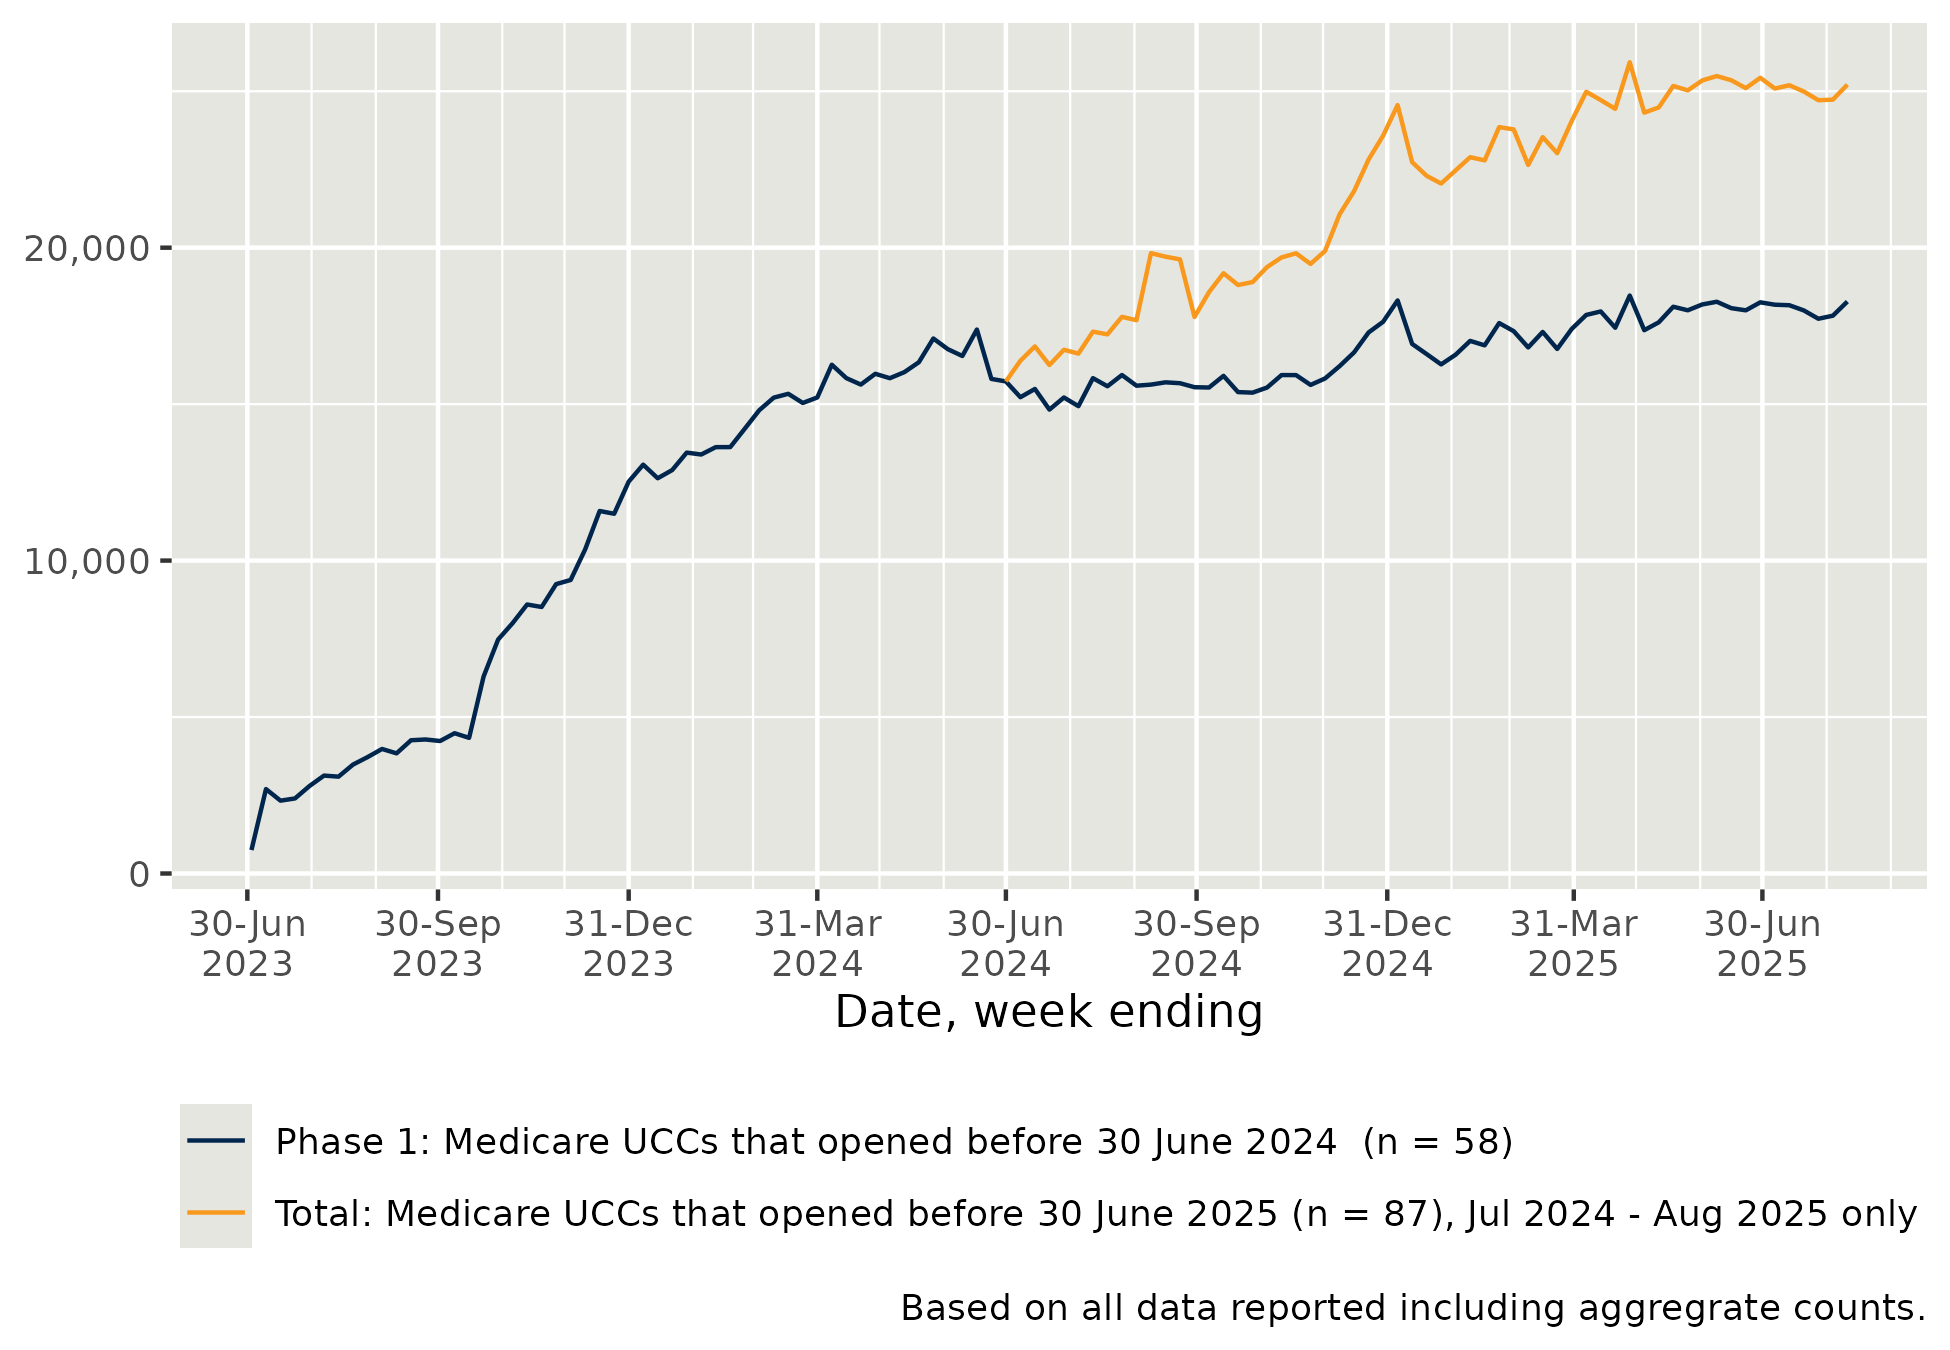 20,000
10,000
0
30-Jun 30-Sep 31-Dec 31-Mar 30-Jun 30-Sep 31-Dec 31-Mar 30-Jun
2023 2023 2023 2024 2024 2024 2024 2025 2025
Date, week ending
Phase 1: Medicare UCCs that opened before 30 June 2024 (n = 58)
Total: Medicare UCCs that opened before 30 June 2025 (n = 87), Jul 2024 - Aug 2025 only
Based on all data reported including aggregrate counts.